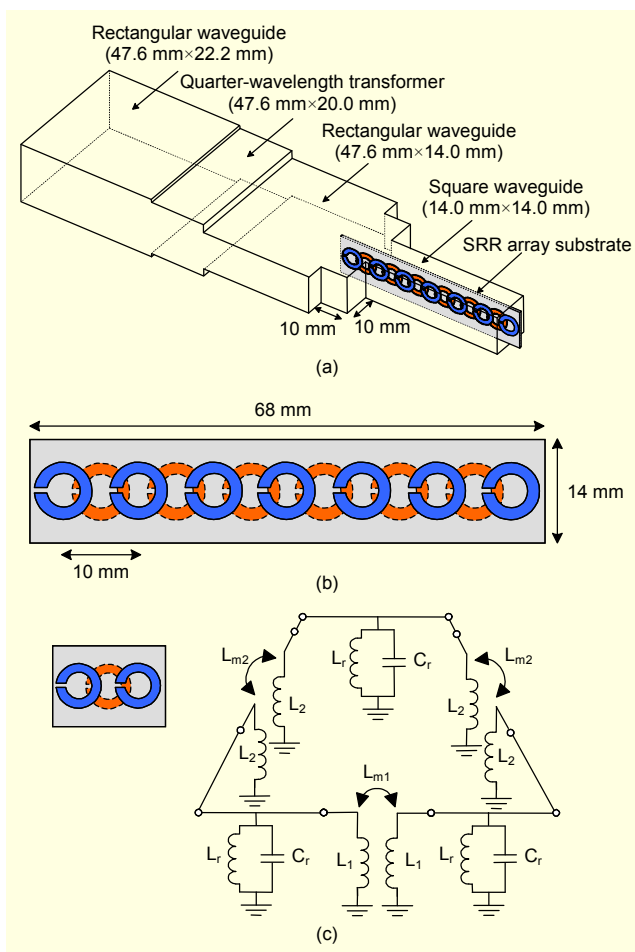 Rectangular waveguide
(47.6 mm×22.2 mm)
Quarter-wavelength transformer
(47.6 mm×20.0 mm)
Rectangular waveguide
(47.6 mm×14.0 mm)
Square waveguide
(14.0 mm×14.0 mm)
SRR array substrate
10 mm
10 mm
(a)
68 mm
14 mm
10 mm
(b)
Lm2
Lr
Cr
Lm2
L2
L2
L2
L2
Lm1
Lr
Cr
L1
L1
Lr
Cr
(c)